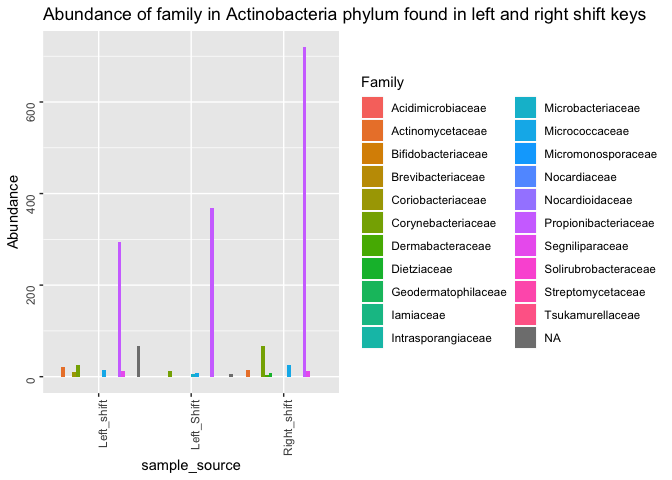 Abundance of family in Actinobacteria phylum found in left and right shift keys
Abundance
600
400
200
0
Left_shift
Left_Shift
Right_shift
sample_source
Family
Acidimicrobiaceae
Actinomycetaceae
Bifidobacteriaceae
Brevibacteriaceae
Coriobacteriaceae
Corynebacteriaceae
Dermabacteraceae
Dietziaceae
Geodermatophilaceae
Iamiaceae
Intrasporangiaceae
Microbacteriaceae
Micrococcaceae
Micromonosporaceae
Nocardiaceae
Nocardioidaceae
Propionibacteriaceae
Segniliparaceae
Solirubrobacteraceae
Streptomycetaceae
Tsukamurellaceae
NA